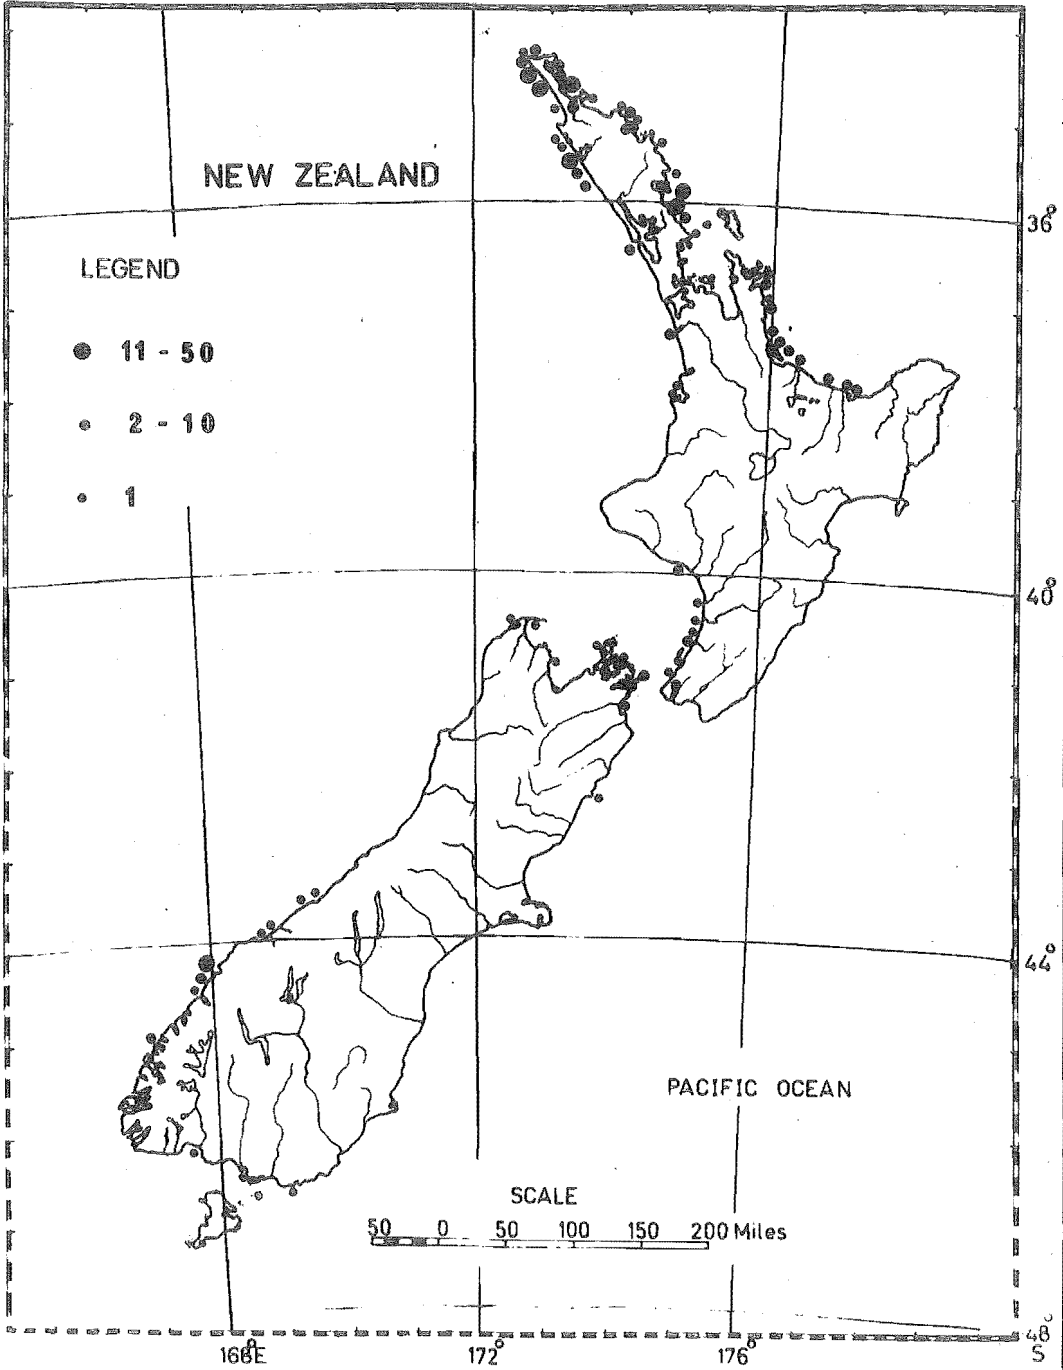 NEW ZEALAND
36°
LEGEND
11 - 50
2 - 10
1
40°
44°
PACIFIC OCEAN
SCALE
50 0 50 100 150 200 Miles
48°
S
168°E 172° 176°